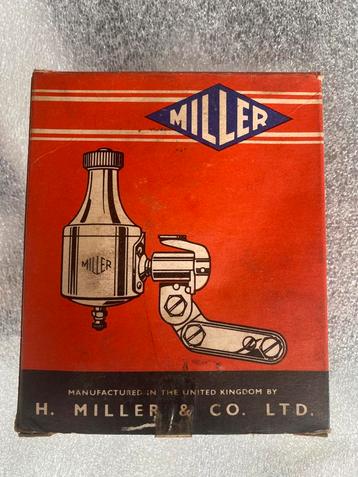 MILLER
MILLER
MANUFACTURED IN THE UNITED KINGDOM BY
H. MILLER & CO. LTD.